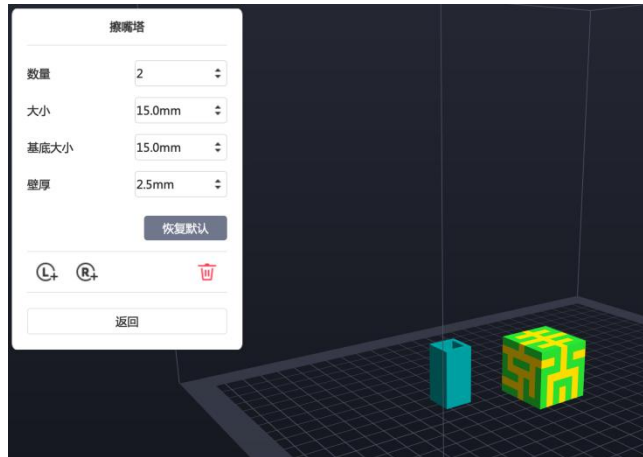 擦嘴塔
数量 2
大小 15.0mm
基底大小 15.0mm
壁厚 2.5mm
恢复默认
L+ R+
返回